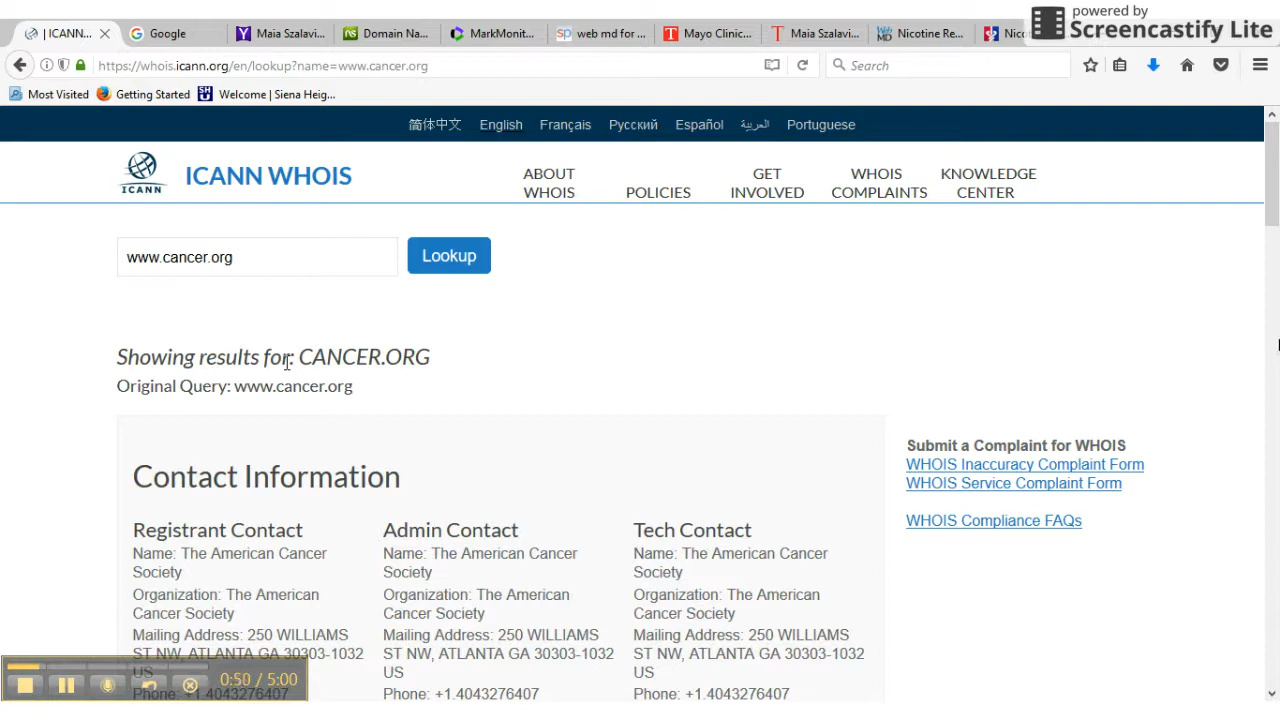 powered by
Screencastify Lite
| ICANN...
Google
Maia Szalavi...
Domain Na...
MarkMonit...
web md for ...
Mayo Clinic...
Maia Szalavi...
Nicotine Re...
https://whois.icann.org/en/lookup?name=www.cancer.org
Search
Most Visited
Getting Started
Welcome | Siena Heig...
简体中文 English Français Русский Español العربية Portuguese
ICANN
ICANN WHOIS
ABOUT
WHOIS
POLICIES
GET
INVOLVED
WHOIS
COMPLAINTS
KNOWLEDGE
CENTER
www.cancer.org
Lookup
Showing results for: CANCER.ORG
Original Query: www.cancer.org
Contact Information
Registrant Contact
Name: The American Cancer
Society
Organization: The American
Cancer Society
Mailing Address: 250 WILLIAMS
ST NW, ATLANTA GA 30303-1032
US
Phone: +1.4043276407
Admin Contact
Name: The American Cancer
Society
Organization: The American
Cancer Society
Mailing Address: 250 WILLIAMS
ST NW, ATLANTA GA 30303-1032
US
Phone: +1.4043276407
Tech Contact
Name: The American Cancer
Society
Organization: The American
Cancer Society
Mailing Address: 250 WILLIAMS
ST NW, ATLANTA GA 30303-1032
US
Phone: +1.4043276407
Submit a Complaint for WHOIS
WHOIS Inaccuracy Complaint Form
WHOIS Service Complaint Form
WHOIS Compliance FAQs
0:50 / 5:00